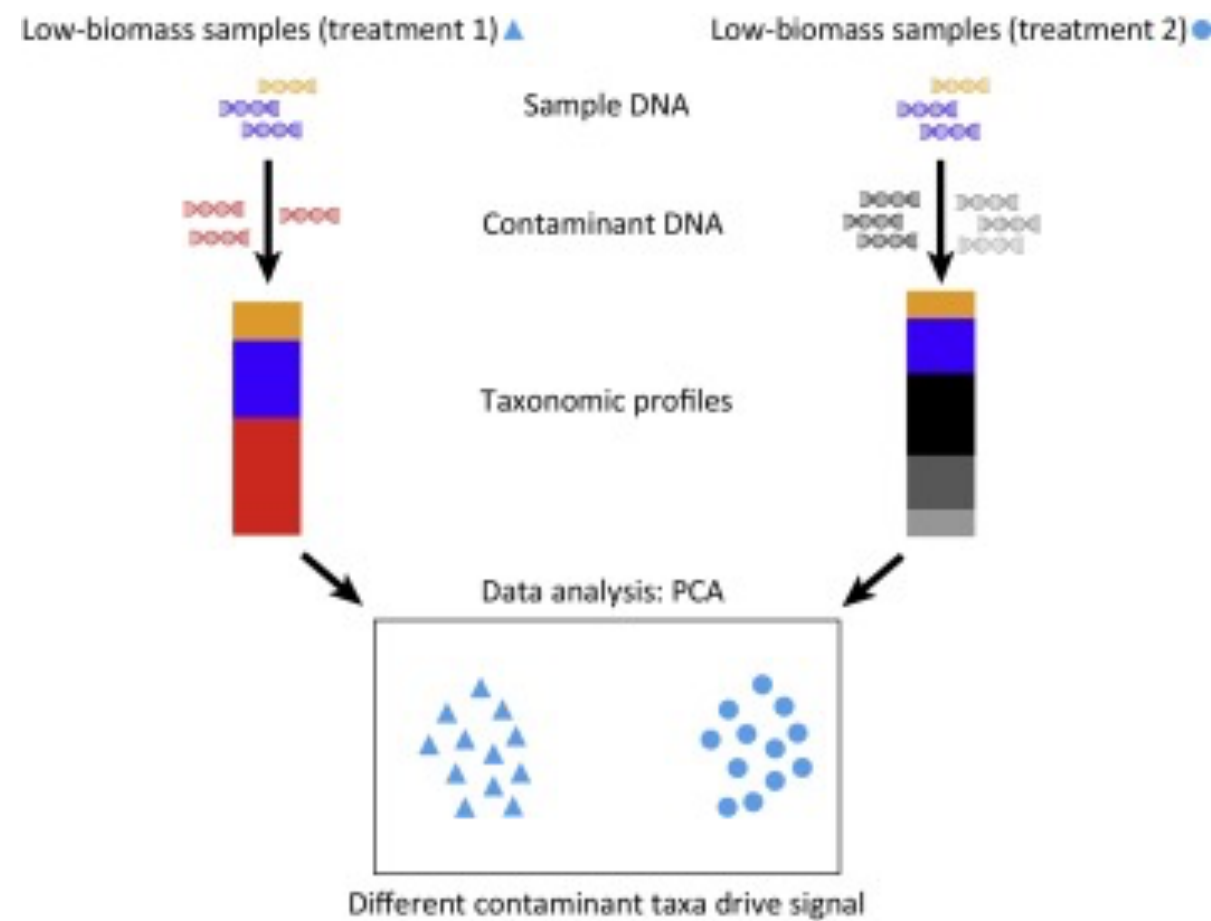 Low-biomass samples (treatment 1)
Low-biomass samples (treatment 2)
Sample DNA
Contaminant DNA
Taxonomic profiles
Data analysis: PCA
Different contaminant taxa drive signal